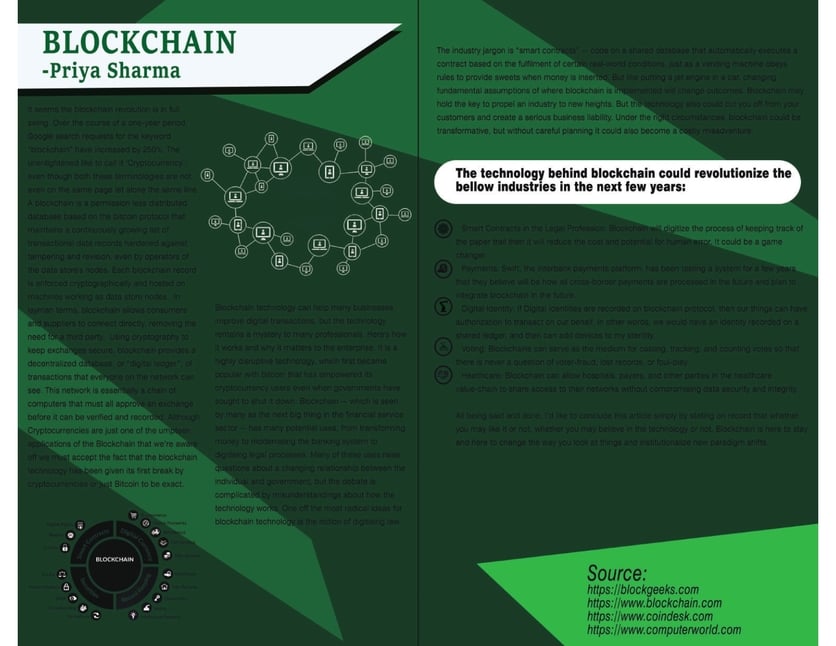 BLOCKCHAIN
-Priya Sharma
It seems the blockchain revolution is in full
swing. Over the course of a one-year period
Google search requests for the keyword
"blockchain" have increased by 250%. The
unenlightened like to call it 'Cryptocurrency';
even though both these terminologies are not
even on the same page let alone the same line.
A blockchain is a permission less distributed
database based on the bitcoin protocol that
maintains a continuously growing list of
transactional data records hardened against
tampering and revision, even by operators of
the data store's nodes. Each blockchain record
is enforced cryptographically and hosted on
machines working as data store nodes. In
layman terms, blockchain allows consumers
and suppliers to connect directly, removing the
need for a third party. Using cryptography to
keep exchanges secure, blockchain provides a
decentralized database, or "digital ledger", of
transactions that everyone on the network can
see. This network is essentially a chain of
computers that must all approve an exchange
before it can be verified and recorded. Although
Cryptocurrencies are just one of the umpteen
applications of the Blockchain that we're aware
off we must accept the fact that the blockchain
technology has been given its first break by
cryptocurrencies or just Bitcoin to be exact.
BLOCKCHAIN
Smart Contracts
Digital Currency
Blockchain technology can help many businesses
improve digital transactions, but the technology
remains a mystery to many professionals. Here's how
it works and why it matters to the enterprise. It is a
highly disruptive technology, which first became
popular with Bitcoin that has empowered its
cryptocurrency users even when governments have
sought to shut it down. Blockchain — which is seen
by many as the next big thing in the financial service
sector — has many potential uses, from transforming
money to modernising the banking system to
digitising legal processes. Many of these uses raise
questions about a changing relationship between the
individual and government, but the debate is
complicated by misunderstandings about how the
technology works. One off the most radical ideas for
blockchain technology is the notion of digitising law.
The industry jargon is "smart contracts" — code on a shared database that automatically executes a
contract based on the fulfilment of certain real-world conditions, just as a vending machine obeys
rules to provide sweets when money is inserted. But like putting a jet engine in a car, changing
fundamental assumptions of where blockchain is implemented will change outcomes. Blockchain may
hold the key to propel an industry to new heights. But the technology also could cut you off from your
customers and create a serious business liability. Under the right circumstances, blockchain could be
transformative, but without careful planning it could also become a costly misadventure.
The technology behind blockchain could revolutionize the
bellow industries in the next few years:
Smart Contracts in the Legal Profession: Blockchain will digitize the process of keeping track of
the paper trail then it will reduce the cost and potential for human error. It could be a game
changer.
Payments: Swift, the interbank payments platform, has been testing a system for a few years
that they believe will be how all cross-border payments are processed in the future and plan to
integrate blockchain in the future.
Digital Identity: If Digital identities are recorded on blockchain protocol, then our things can have
authorization to transact on our behalf. In other words, we would have an identity recorded on a
shared ledger, and then can add devices to my identity.
Voting: Blockchains can serve as the medium for casting, tracking, and counting votes so that
there is never a question of voter-fraud, lost records, or foul-play.
Healthcare: Blockchain can allow hospitals, payers, and other parties in the healthcare
value-chain to share access to their networks without compromising data security and integrity.
All being said and done, I'd like to conclude this article simply by stating on record that whether
you may like it or not, whether you may believe in the technology or not. Blockchain is here to stay
and here to change the way you look at things and institutionalize new paradigm shifts.
Source:
https://blockgeeks.com
https://www.blockchain.com
https://www.coindesk.com
https://www.computerworld.com